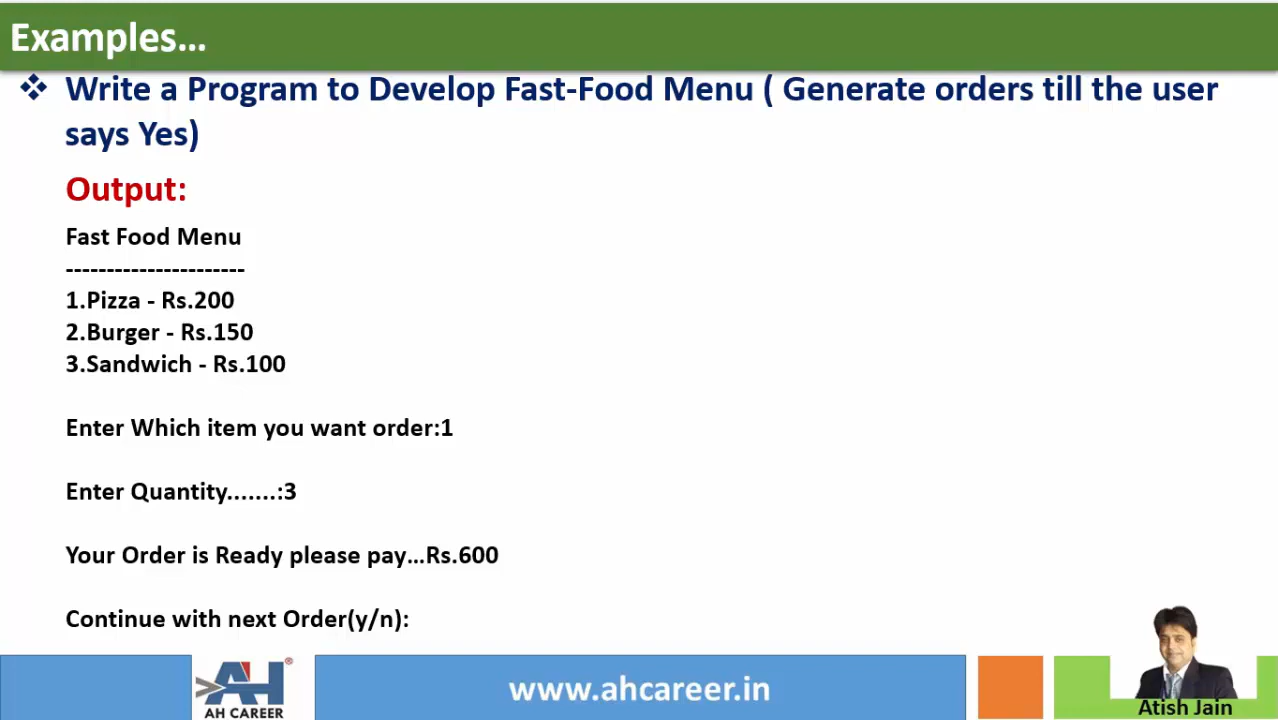 Examples...
❖ Write a Program to Develop Fast-Food Menu ( Generate orders till the user
says Yes)
Output:
Fast Food Menu
----------------------
1.Pizza - Rs.200
2.Burger - Rs.150
3.Sandwich - Rs.100
Enter Which item you want order:1
Enter Quantity.......:3
Your Order is Ready please pay...Rs.600
Continue with next Order(y/n):
AH ®
AH CAREER
www.ahcareer.in
Atish Jain